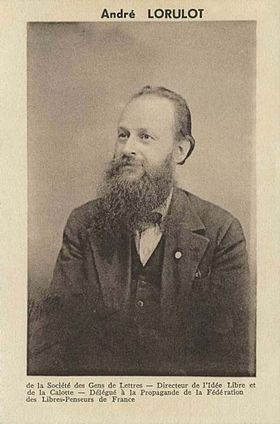 André LORULOT
de la Société des Gens de Lettres — Directeur de l'Idée Libre et
de la Calotte — Délégué à la Propagande de la Fédération
des Libres-Penseurs de France